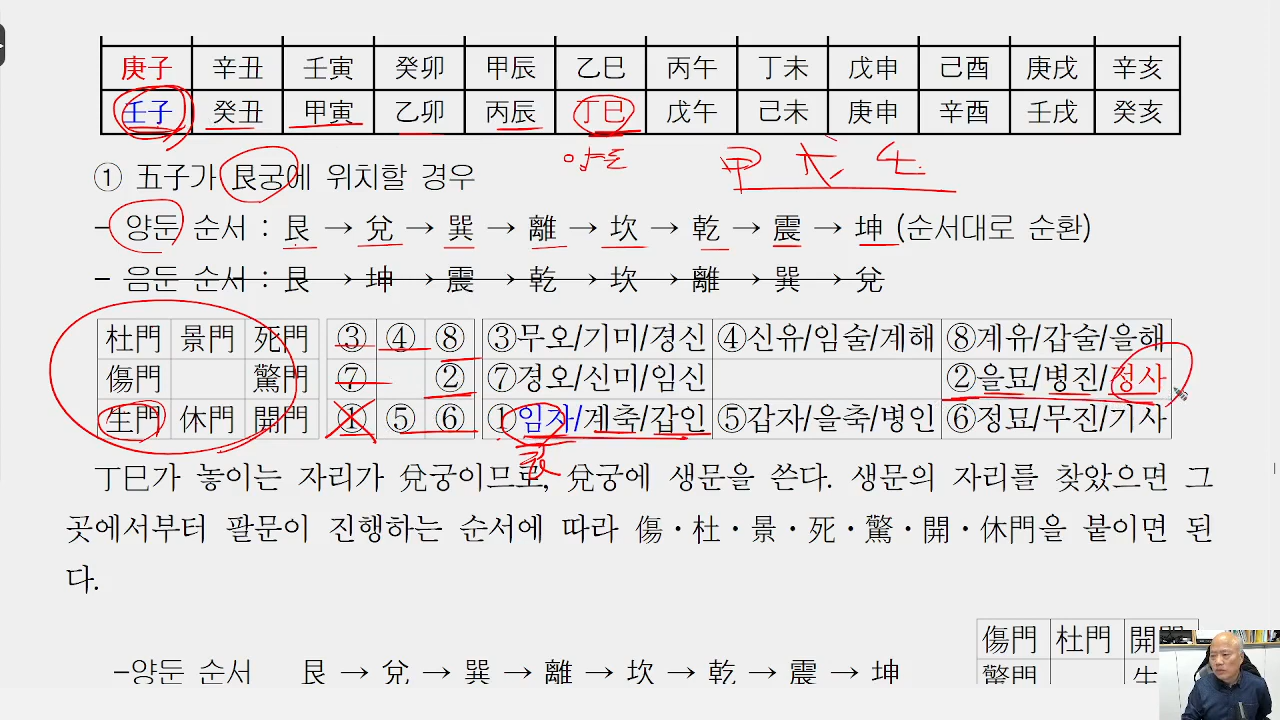 庚子 辛丑 壬寅 癸卯 甲辰 乙巳 丙午 丁未 戊申 己酉 庚戌 辛亥
壬子 癸丑 甲寅 乙卯 丙辰 丁巳 戊午 己未 庚申 辛酉 壬戌 癸亥
양둔
① 五子가 艮궁에 위치할 경우
- 양둔 순서 : 艮 → 兌 → 巽 → 離 → 坎 → 乾 → 震 → 坤 (순서대로 순환)
- 음둔 순서 : 艮 → 坤 → 震 → 乾 → 坎 → 離 → 巽 → 兌
杜門 景門 死門 ③ ④ ⑧ ③무오/기미/경신 ④신유/임술/계해 ⑧계유/갑술/을해
傷門 驚門 ⑦ ② ⑦경오/신미/임신 ②을묘/병진/정사
生門 休門 開門 ① ⑤ ⑥ ①임자/계축/갑인 ⑤갑자/을축/병인 ⑥정묘/무진/기사
丁巳가 놓이는 자리가 兌궁이므로, 兌궁에 생문을 쓴다. 생문의 자리를 찾았으면 그
곳에서부터 팔문이 진행하는 순서에 따라 傷·杜·景·死·驚·開·休門을 붙이면 된
다.
傷門 杜門
-양둔 순서 艮 → 兌 → 巽 → 離 → 坎 → 乾 → 震 → 坤
驚門